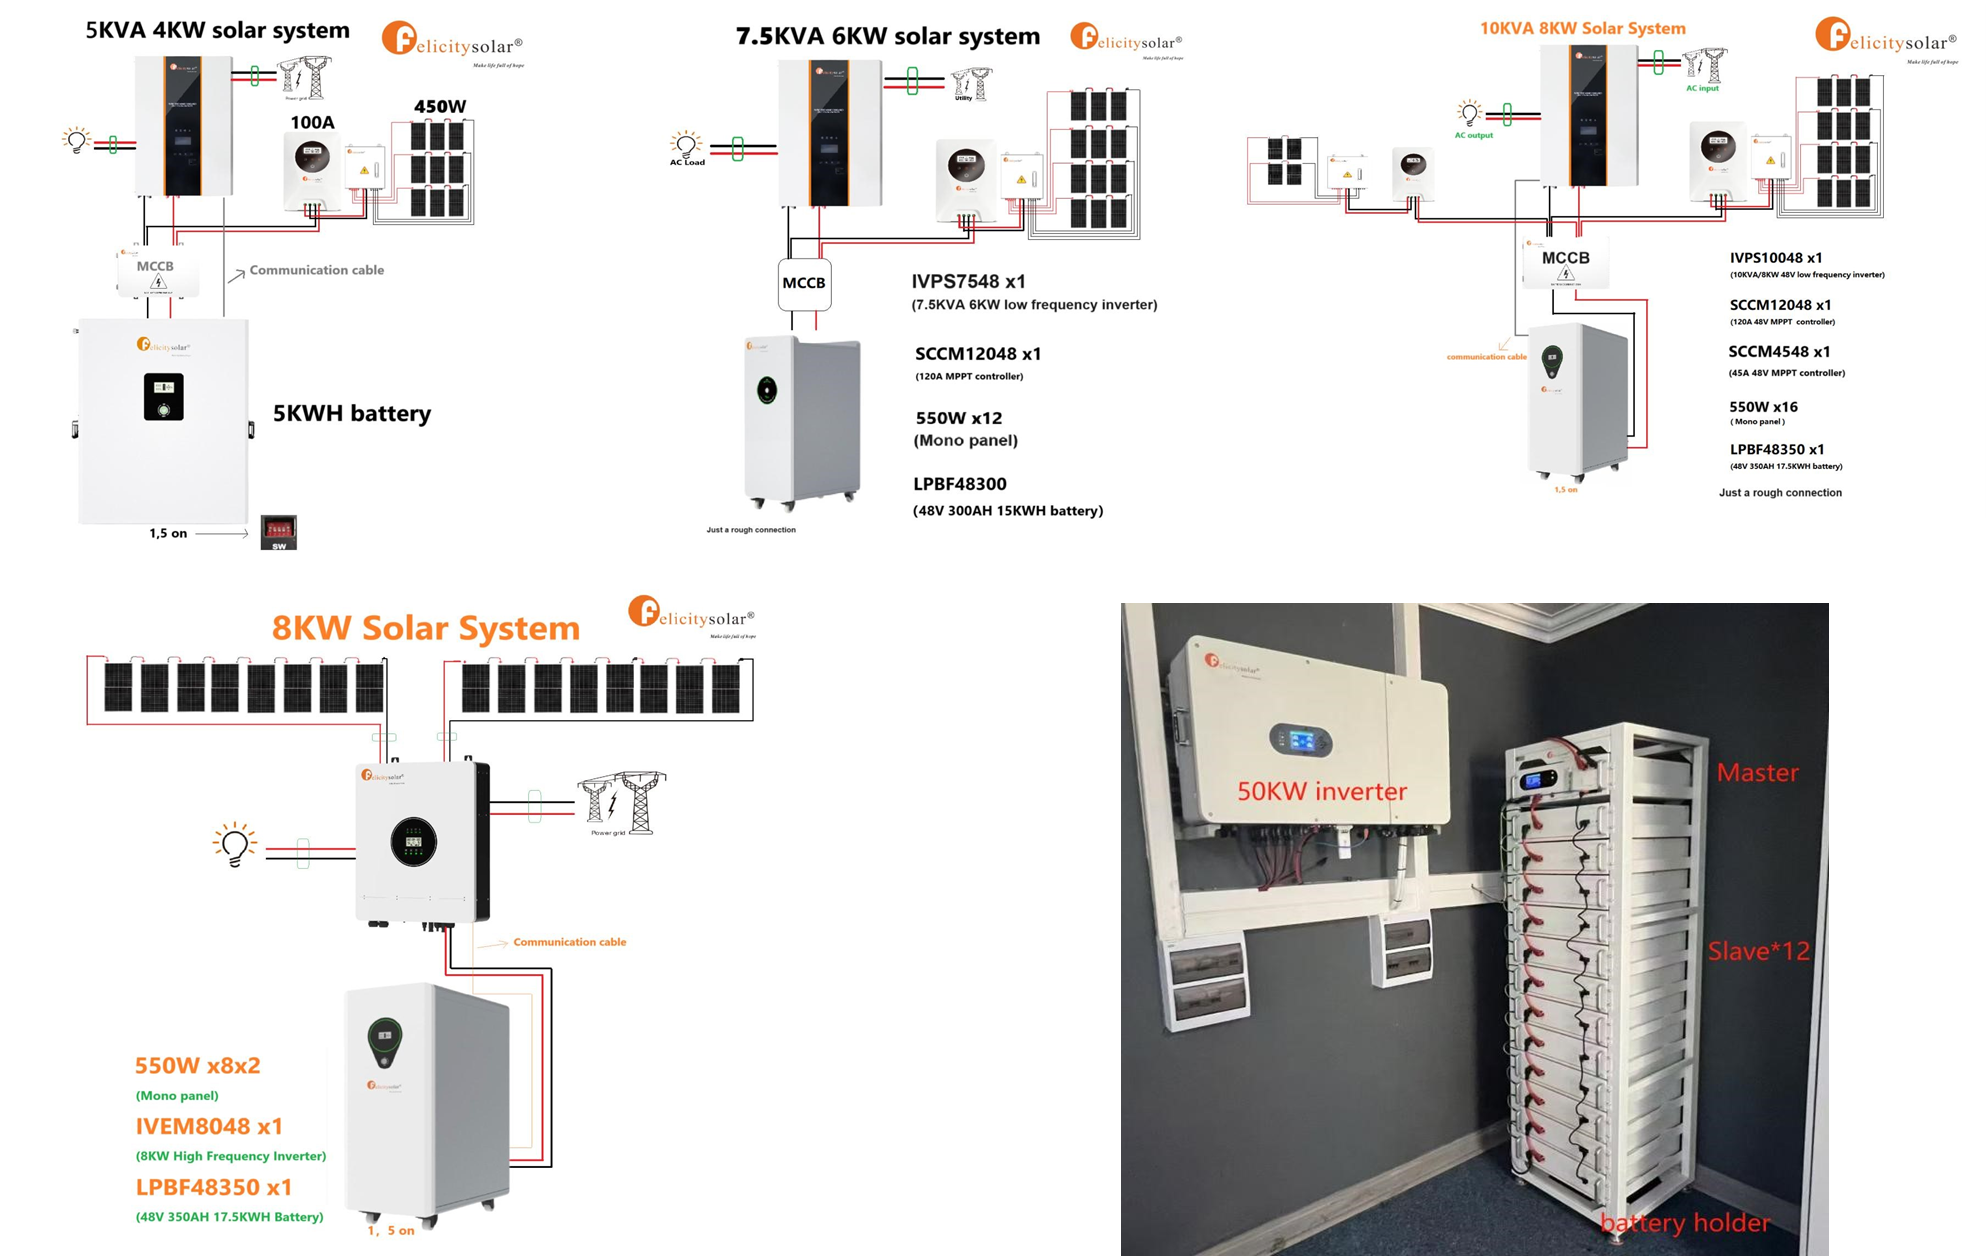 5KVA 4KW solar system
felicitysolar®
Make life full of hope
felicitysolar®
Power grid
450W
100A
MCCB
Communication cable
felicitysolar®
5KWH battery
1,5 on
SW
7.5KVA 6KW solar system
felicitysolar®
Make life full of hope
Utility
AC Load
MCCB
IVPS7548 x1
(7.5KVA 6KW low frequency inverter)
SCCM12048 x1
(120A MPPT controller)
550W x12
(Mono panel)
LPBF48300
(48V 300AH 15KWH battery)
Just a rough connection
10KVA 8KW Solar System
felicitysolar®
Make life full of hope
AC input
AC output
MCCB
communication cable
1,5 on
IVPS10048 x1
(10KVA/8KW 48V low frequency inverter)
SCCM12048 x1
(120A 48V MPPT controller)
SCCM4548 x1
(45A 48V MPPT controller)
550W x16
( Mono panel )
LPBF48350 x1
(48V 350AH 17.5KWH battery)
Just a rough connection
8KW Solar System
felicitysolar®
Make life full of hope
felicitysolar®
Power grid
Communication cable
550W x8x2
(Mono panel)
IVEM8048 x1
(8KW High Frequency Inverter)
LPBF48350 x1
(48V 350AH 17.5KWH Battery)
felicitysolar®
1，5 on
felicitysolar®
50KW inverter
Master
Slave*12
battery holder